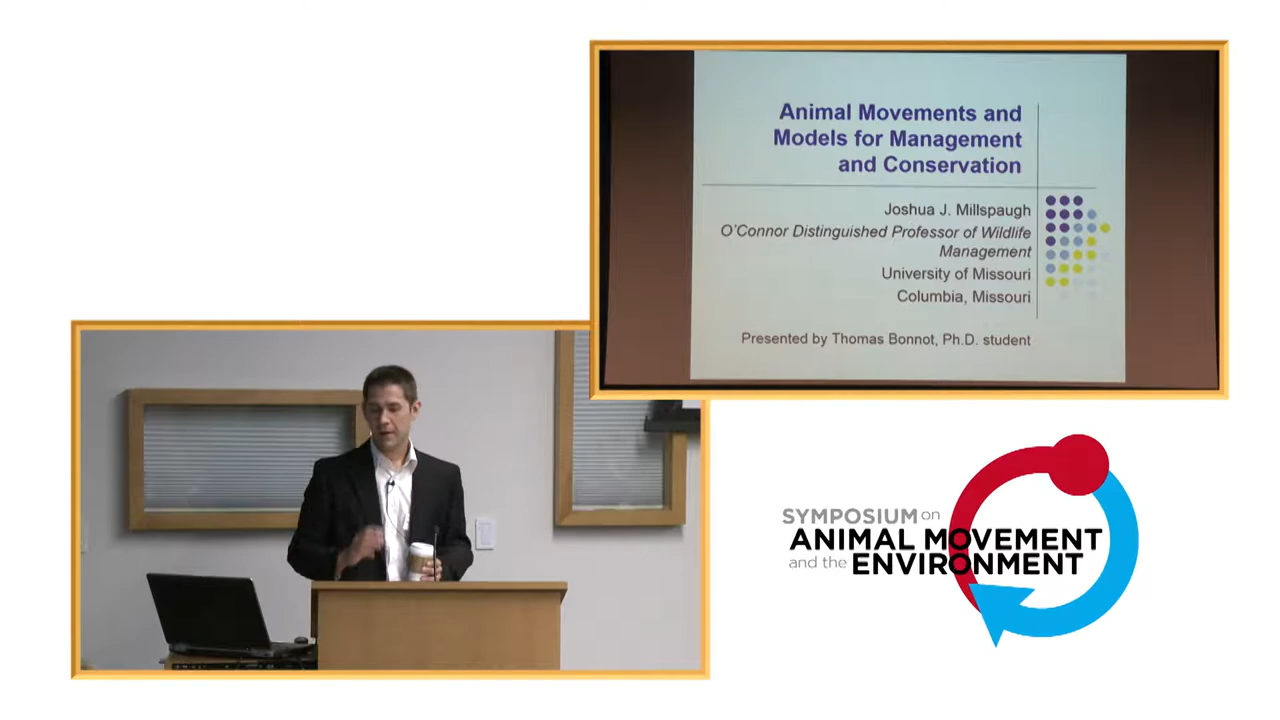 Animal Movements and
Models for Management
and Conservation
Joshua J. Millspaugh
O'Connor Distinguished Professor of Wildlife
Management
University of Missouri
Columbia, Missouri
Presented by Thomas Bonnot, Ph.D. student
SYMPOSIUM on
ANIMAL MOVEMENT
and the ENVIRONMENT